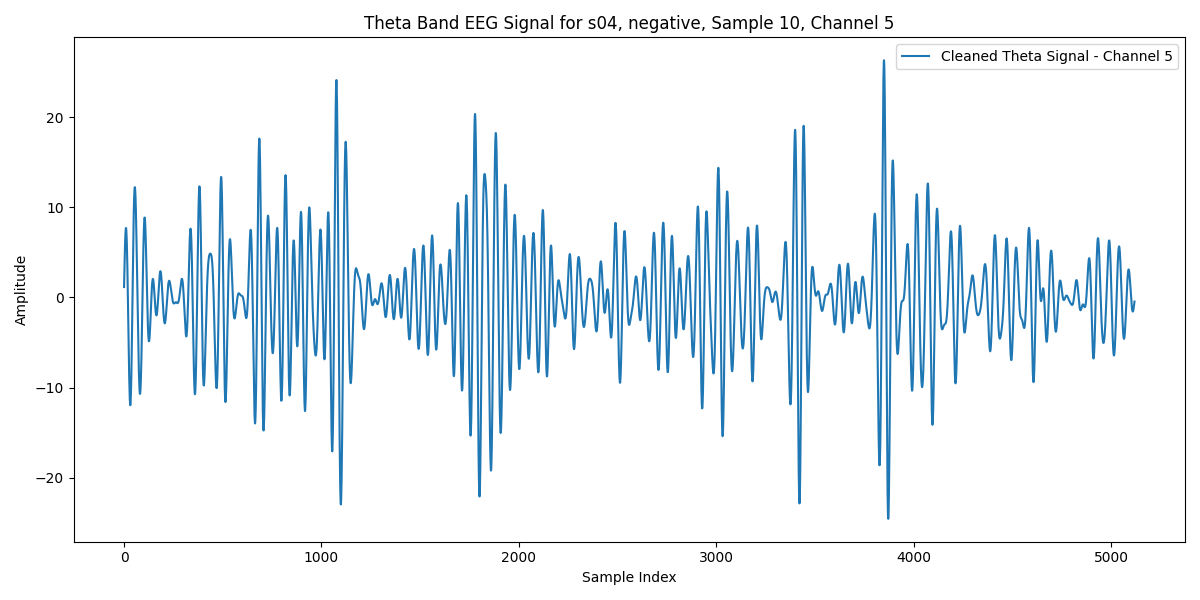 Theta Band EEG Signal for s04, negative, Sample 10, Channel 5
Cleaned Theta Signal - Channel 5
Amplitude
20
10
0
−10
−20
0 1000 2000 3000 4000 5000
Sample Index